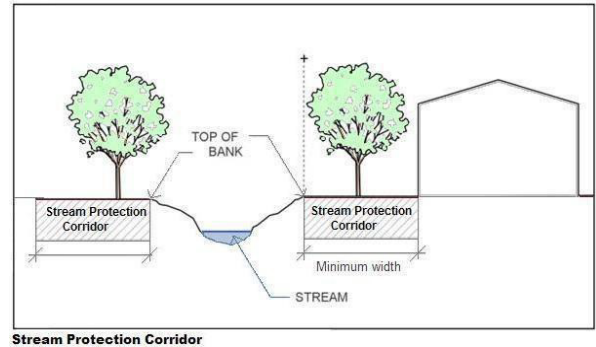 TOP OF
BANK
Stream Protection
Corridor
Stream Protection
Corridor
Minimum width
STREAM
Stream Protection Corridor